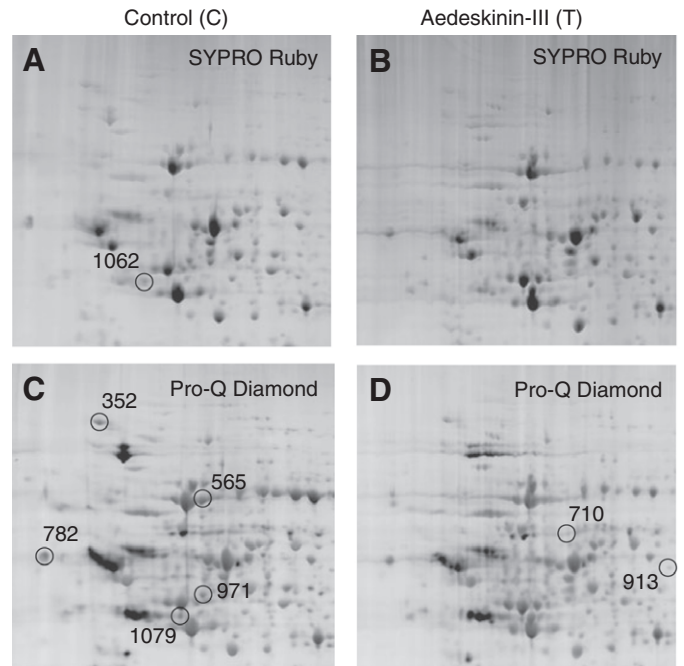 Control (C)
Aedeskinin-III (T)
A
SYPRO Ruby
1062
B
SYPRO Ruby
C
Pro-Q Diamond
352
565
782
971
1079
D
Pro-Q Diamond
710
913